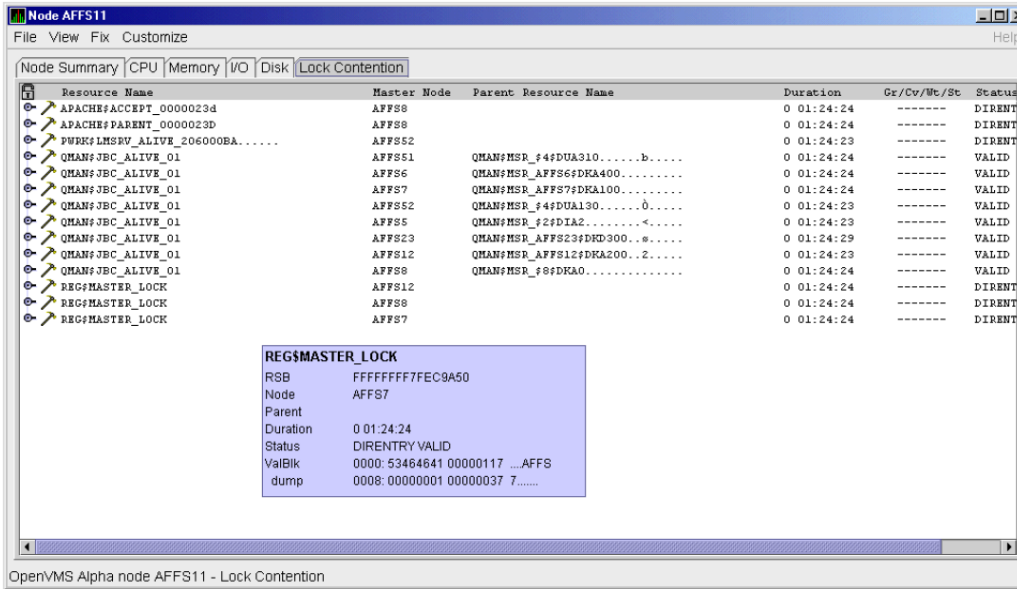 Node AFFS11
File View Fix Customize Help
Node Summary CPU Memory I/O Disk Lock Contention
Resource Name Master Node Parent Resource Name Duration Gr/Cv/Wt/St Status
APACHE$ACCEPT_0000023d AFFS8 0 01:24:24 ------- DIRENT
APACHE$PARENT_0000023D AFFS8 0 01:24:24 ------- DIRENT
PWRK$LMSRV_ALIVE_206000BA...... AFFS52 0 01:24:23 ------- DIRENT
QMAN$JBC_ALIVE_01 AFFS51 QMAN$MSR_$4$DUA310......b..... 0 01:24:24 ------- VALID
QMAN$JBC_ALIVE_01 AFFS6 QMAN$MSR_AFFS6$DKA400......... 0 01:24:24 ------- VALID
QMAN$JBC_ALIVE_01 AFFS7 QMAN$MSR_AFFS7$DKA100......... 0 01:24:24 ------- VALID
QMAN$JBC_ALIVE_01 AFFS52 QMAN$MSR_$4$DUA130......Ò..... 0 01:24:23 ------- VALID
QMAN$JBC_ALIVE_01 AFFS5 QMAN$MSR_$2$DIA2........<..... 0 01:24:23 ------- VALID
QMAN$JBC_ALIVE_01 AFFS23 QMAN$MSR_AFFS23$DKD300..ø..... 0 01:24:29 ------- VALID
QMAN$JBC_ALIVE_01 AFFS12 QMAN$MSR_AFFS12$DKA200..2..... 0 01:24:23 ------- VALID
QMAN$JBC_ALIVE_01 AFFS8 QMAN$MSR_$8$DKA0.............. 0 01:24:24 ------- VALID
REG$MASTER_LOCK AFFS12 0 01:24:24 ------- DIRENT
REG$MASTER_LOCK AFFS8 0 01:24:24 ------- DIRENT
REG$MASTER_LOCK AFFS7 0 01:24:24 ------- DIRENT
REG$MASTER_LOCK
RSB FFFFFFFF7FEC9A50
Node AFFS7
Parent
Duration 0 01:24:24
Status DIRENTRY VALID
ValBlk 0000: 53464641 00000117 ....AFFS
dump 0008: 00000001 00000037 7.......
OpenVMS Alpha node AFFS11 - Lock Contention